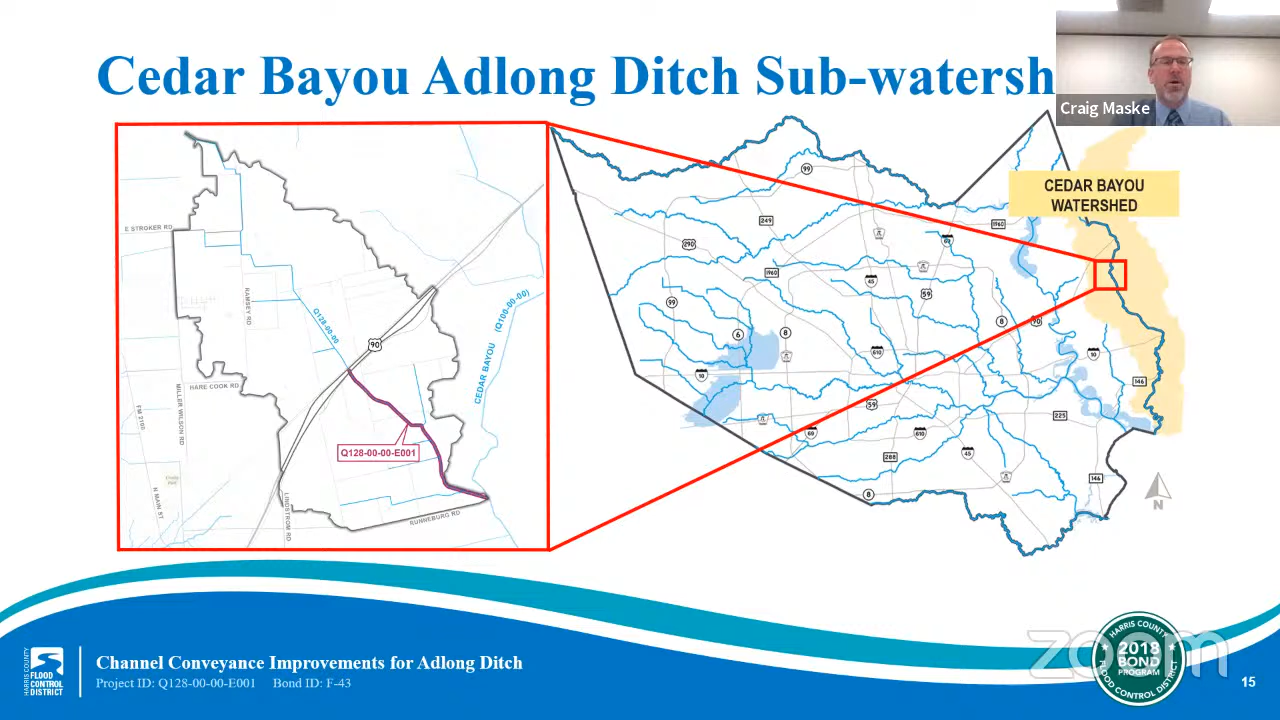 Cedar Bayou Adlong Ditch Sub-watersh
Craig Maske
E STROKER RD
RAMSEY RD
Q128-00-00
90
HARE COOK RD
MILLER WILSON RD
FM 2100
N MAIN ST
LINDSTROM RD
RUNNEBURG RD
Q128-00-00-E001
CEDAR BAYOU (Q100-00-00)
CEDAR BAYOU
WATERSHED
99
249
1960
290
69
1960
45
59
99
6
8
8
90
610
10
10
146
59
225
69
610
288
45
146
8
N
HARRIS COUNTY
FLOOD
CONTROL
DISTRICT
Channel Conveyance Improvements for Adlong Ditch
Project ID: Q128-00-00-E001 Bond ID: F-43
zoom
HARRIS COUNTY
2018
BOND
PROGRAM
FLOOD CONTROL DISTRICT
15